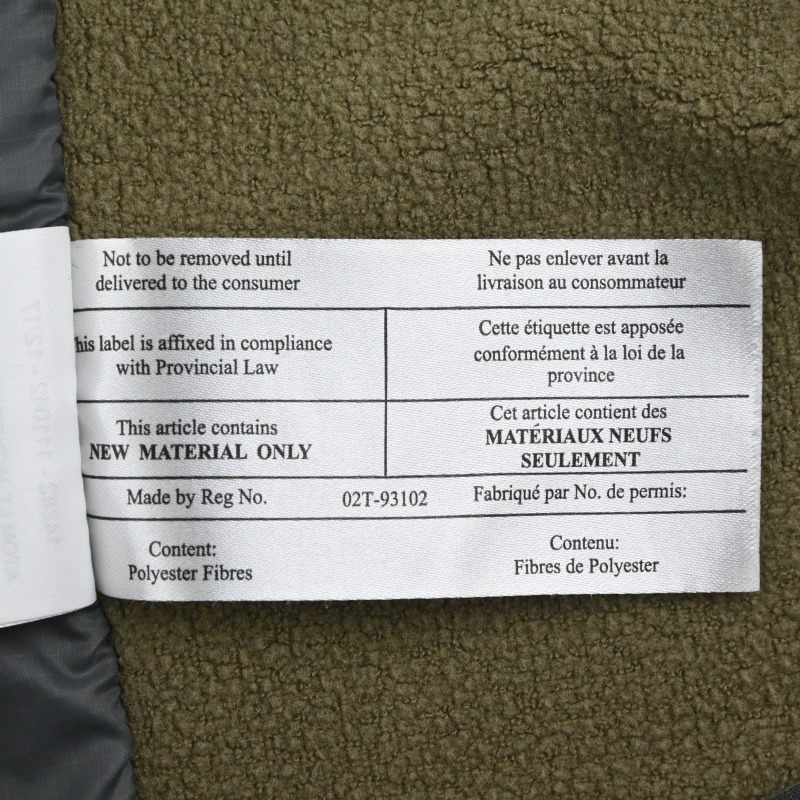 Not to be removed until
delivered to the consumer
Ne pas enlever avant la
livraison au consommateur
his label is affixed in compliance
with Provincial Law
Cette étiquette est apposée
conformément à la loi de la
province
This article contains
NEW MATERIAL ONLY
Cet article contient des
MATÉRIAUX NEUFS
SEULEMENT
Made by Reg No. 02T-93102 Fabriqué par No. de permis:
Content:
Polyester Fibres
Contenu:
Fibres de Polyester